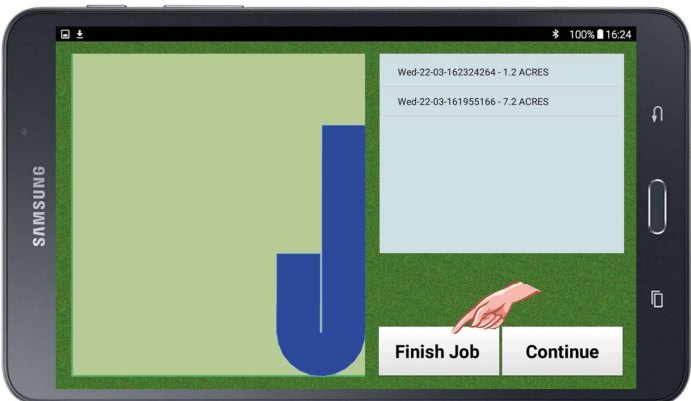 SAMSUNG
100% 16:24
Wed-22-03-162324264 - 1.2 ACRES
Wed-22-03-161955166 - 7.2 ACRES
Finish Job
Continue